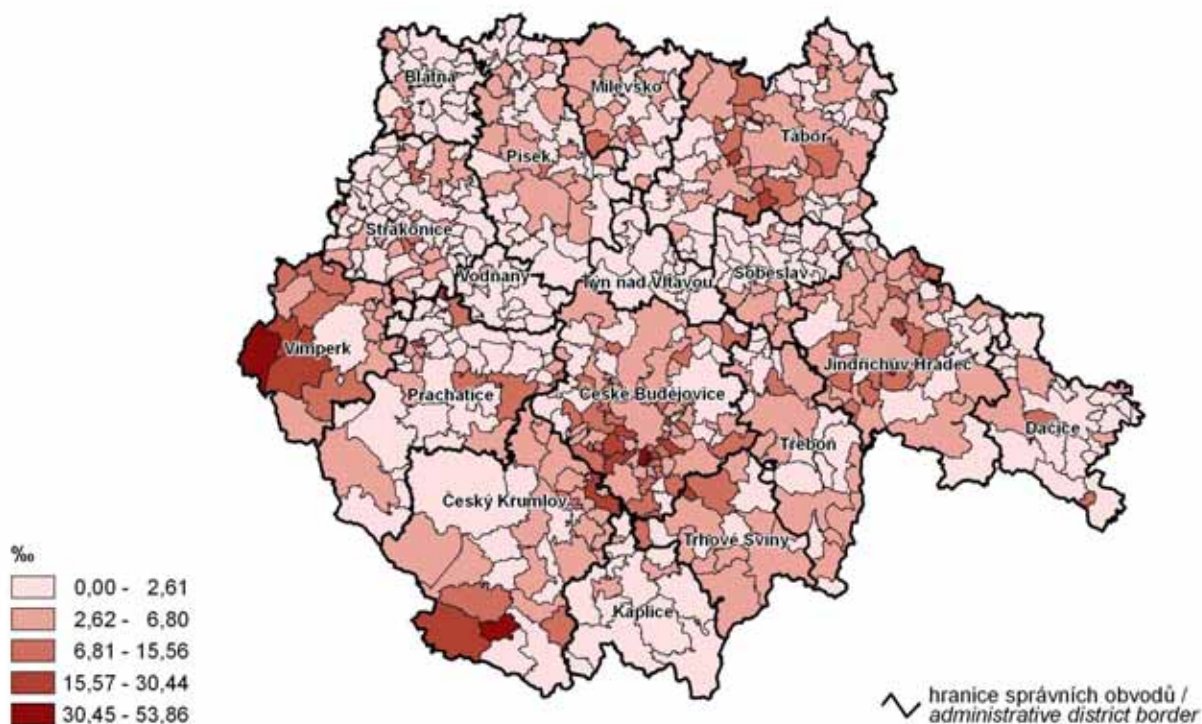 Blatná
Milevsko
Tábor
Písek
Strakonice
Vodňany
Týn nad Vltavou
Soběslav
Vimperk
Jindřichův Hradec
Prachatice
České Budějovice
Dačice
Třeboň
Český Krumlov
Trhové Sviny
Kaplice
‰
0,00 - 2,61
2,62 - 6,80
6,81 - 15,56
15,57 - 30,44
30,45 - 53,86
hranice správních obvodů /
administrative district border